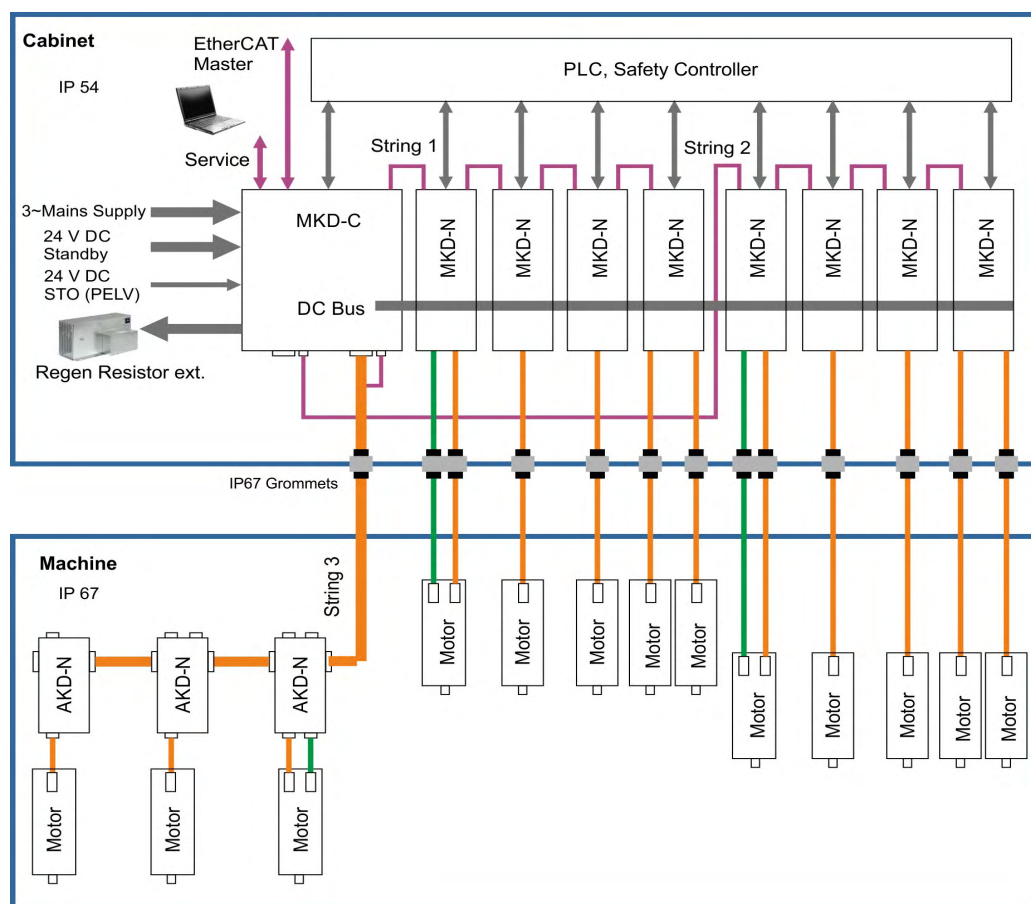 Cabinet
IP 54
EtherCAT
Master
PLC, Safety Controller
Service
String 1
String 2
3~Mains Supply
24 V DC
Standby
24 V DC
STO (PELV)
Regen Resistor ext.
MKD-C
DC Bus
MKD-N
MKD-N
MKD-N
MKD-N
MKD-N
MKD-N
MKD-N
MKD-N
IP67 Grommets
Machine
IP 67
String 3
AKD-N
AKD-N
AKD-N
Motor
Motor
Motor
Motor
Motor
Motor
Motor
Motor
Motor
Motor
Motor
Motor
Motor